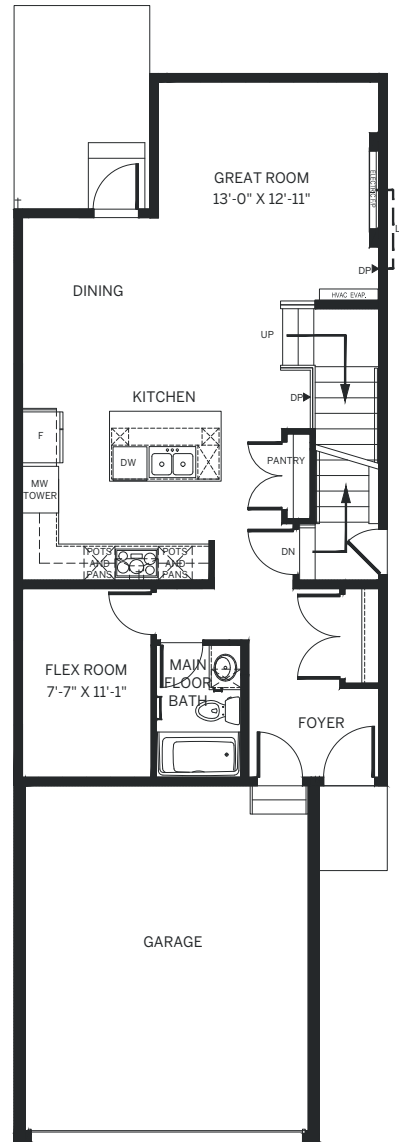 GREAT ROOM
13'-0" X 12'-11"
ELECTRIC F.P.
L
DP
HVAC EVAP.
DINING
UP
KITCHEN
DP
F
DW
PANTRY
MW
TOWER
DN
POTS
AND
PANS
POTS
AND
PANS
FLEX ROOM
7'-7" X 11'-1"
MAIN
FLOOR
BATH
FOYER
GARAGE